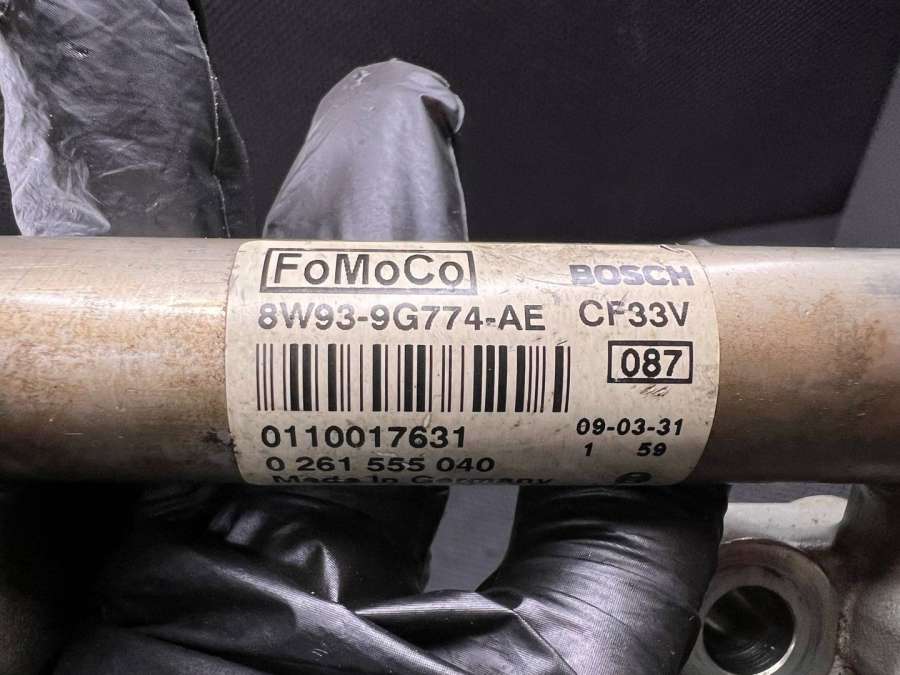 FoMoCo BOSCH
8W93-9G774-AE CF33V
087
0110017631 09-03-31
0 261 555 040 1 59
Made In Germany